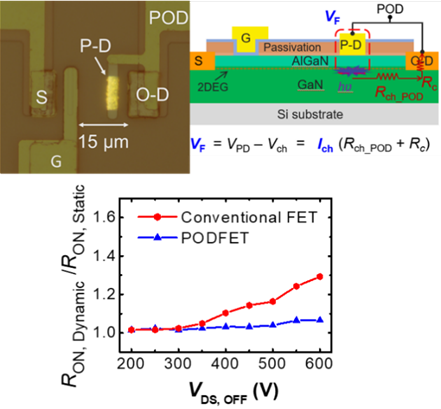 POD
P-D
S
O-D
15 µm
G
POD
V_F
G
P-D
Passivation
S
AlGaN
O-D
2DEG
GaN
hα
R_ch_POD
R_c
Si substrate
V_F = V_PD – V_ch = I_ch (R_ch_POD + R_c)
R_ON, Dynamic /R_ON, Static
1.6
1.4
1.2
1.0
Conventional FET
PODFET
200 300 400 500 600
V_DS, OFF (V)